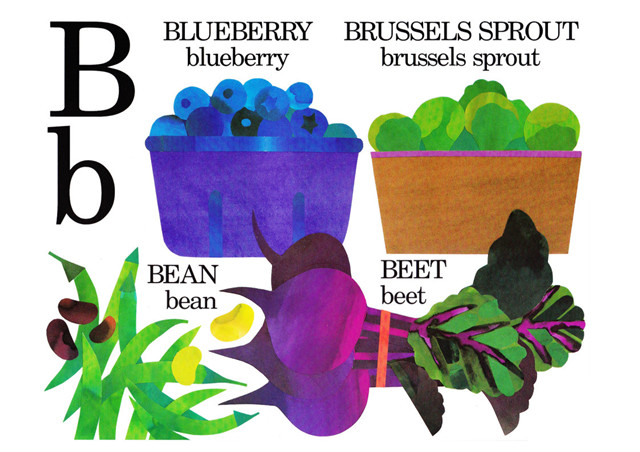 B
b
BLUEBERRY
blueberry
BRUSSELS SPROUT
brussels sprout
BEAN
bean
BEET
beet